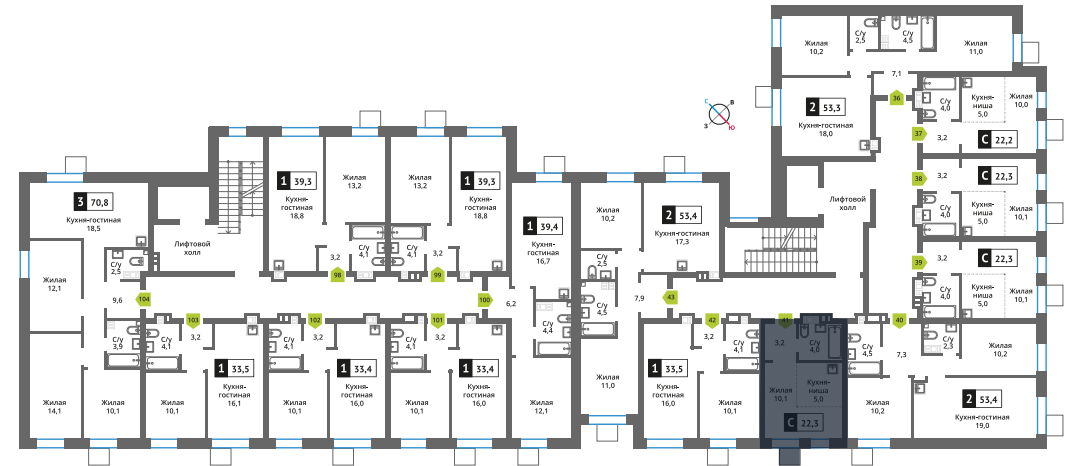 Жилая
10,2
С/у
2,5
С/у
4,5
Жилая
11,0
7,1
36
2 53,3
Кухня-гостиная
18,0
С/у
4,0
Кухня-
ниша
5,0
Жилая
10,0
37
3,2
С 22,2
38
3,2
С 22,3
С/у
4,0
Кухня-
ниша
5,0
Жилая
10,1
39
3,2
С 22,3
С/у
4,0
Кухня-
ниша
5,0
Жилая
10,1
Лифтовой
холл
С
В
З
Ю
3 70,8
Кухня-гостиная
18,5
Лифтовой
холл
С/у
2,5
Жилая
12,1
9,6
104
С/у
3,9
Жилая
14,1
Жилая
10,1
1 39,3
Кухня-
гостиная
18,8
Жилая
13,2
3,2
С/у
4,1
98
Жилая
13,2
1 39,3
Кухня-
гостиная
18,8
С/у
4,1
3,2
99
1 39,4
Кухня-
гостиная
16,7
100
6,2
С/у
4,4
Жилая
12,1
103
С/у
4,1
3,2
1 33,5
Кухня-
гостиная
16,1
Жилая
10,1
102
С/у
4,1
3,2
1 33,4
Кухня-
гостиная
16,0
Жилая
10,1
101
С/у
4,1
3,2
1 33,4
Кухня-
гостиная
16,0
Жилая
10,1
Жилая
10,2
2 53,4
Кухня-гостиная
17,3
С/у
2,5
С/у
4,5
7,9
43
Жилая
11,0
42
3,2
С/у
4,1
1 33,5
Кухня-
гостиная
16,0
Жилая
10,1
41
3,2
С/у
4,0
Кухня-
ниша
5,0
Жилая
10,1
С 22,3
40
С/у
4,5
7,3
С/у
2,3
Жилая
10,2
Жилая
10,2
2 53,4
Кухня-гостиная
19,0